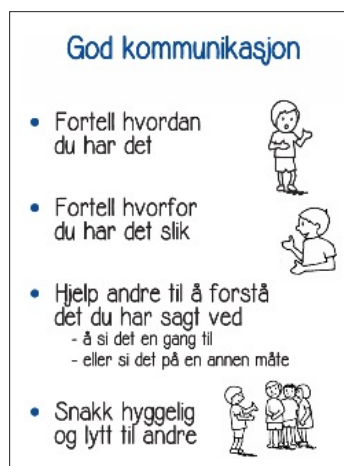 God kommunikasjon
• Fortell hvordan
du har det
• Fortell hvorfor
du har det slik
• Hjelp andre til å forstå
det du har sagt ved
- å si det en gang til
- eller si det på en annen måte
• Snakk hyggelig
og lytt til andre